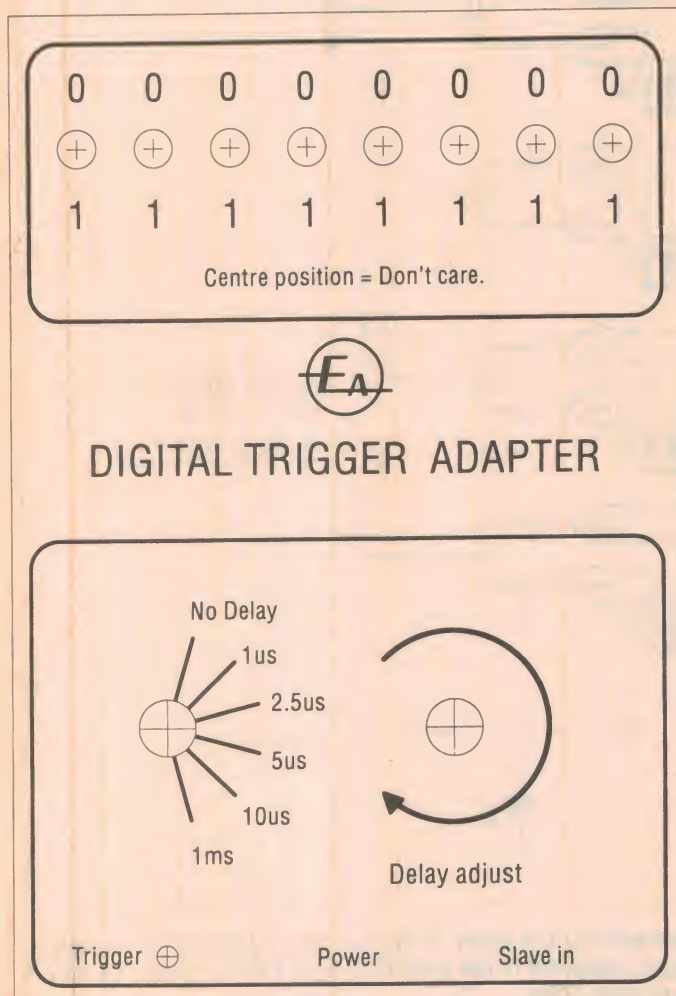 0 0 0 0 0 0 0 0
1 1 1 1 1 1 1 1
Centre position = Don't care.
EA
DIGITAL TRIGGER ADAPTER
No Delay
1us
2.5us
5us
10us
1ms
Delay adjust
Trigger Power Slave in